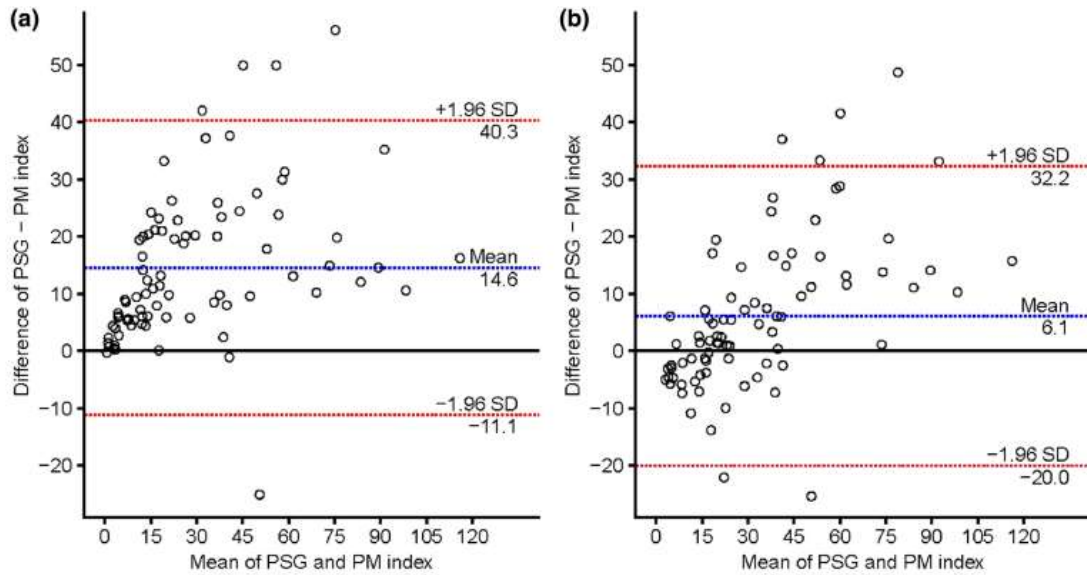 (a)
Difference of PSG − PM index
50
40
30
20
10
0
−10
−20
+1.96 SD
40.3
Mean
14.6
−1.96 SD
−11.1
0 15 30 45 60 75 90 105 120
Mean of PSG and PM index
(b)
Difference of PSG − PM index
50
40
30
20
10
0
−10
−20
+1.96 SD
32.2
Mean
6.1
−1.96 SD
−20.0
0 15 30 45 60 75 90 105 120
Mean of PSG and PM index